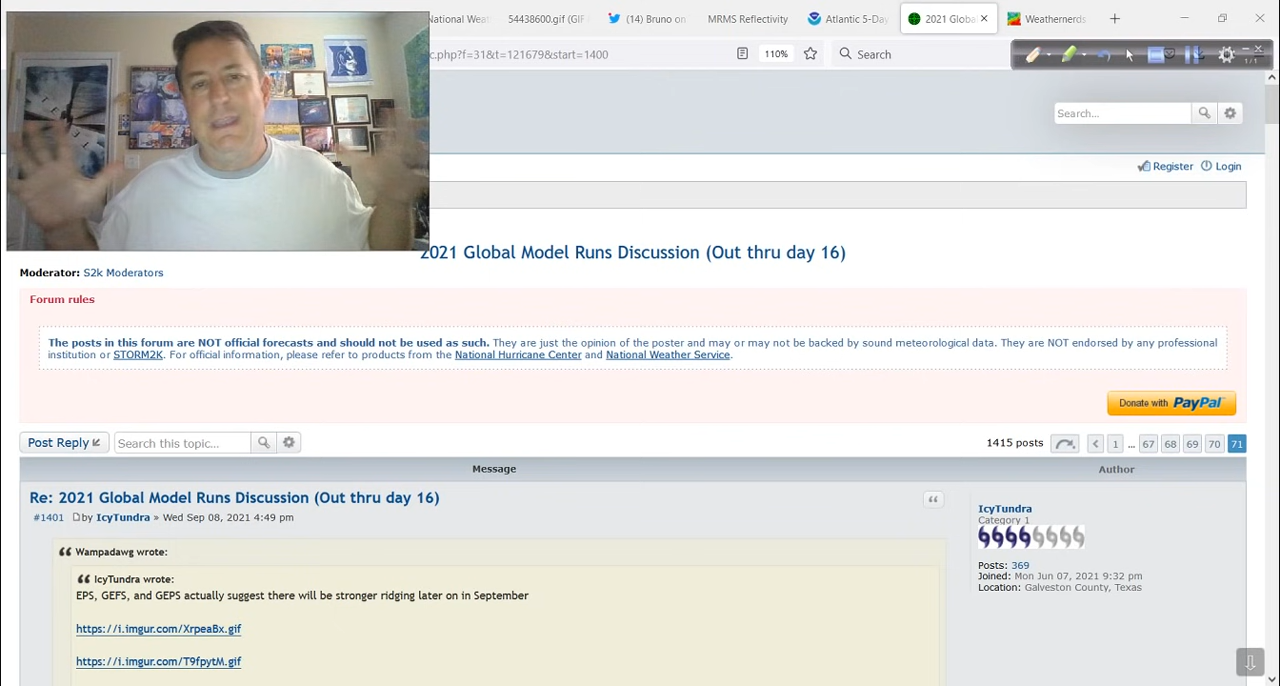 National Wea
54438600.gif (GIF
(14) Bruno on
MRMS Reflectivity
Atlantic 5-Day
2021 Globa
Weathernerds
c.php?f=31&t=121679&start=1400
110%
Search
1/1
Search...
Register
Login
2021 Global Model Runs Discussion (Out thru day 16)
Moderator: S2k Moderators
Forum rules
The posts in this forum are NOT official forecasts and should not be used as such. They are just the opinion of the poster and may or may not be backed by sound meteorological data. They are NOT endorsed by any professional
institution or STORM2K. For official information, please refer to products from the National Hurricane Center and National Weather Service.
Donate with PayPal
Post Reply
Search this topic...
1415 posts
1 ... 67 68 69 70 71
Message
Author
Re: 2021 Global Model Runs Discussion (Out thru day 16)
#1401 by IcyTundra » Wed Sep 08, 2021 4:49 pm
IcyTundra
Category 1
Posts: 369
Joined: Mon Jun 07, 2021 9:32 pm
Location: Galveston County, Texas
Wampadawg wrote:
IcyTundra wrote:
EPS, GEFS, and GEPS actually suggest there will be stronger ridging later on in September
https://i.imgur.com/XrpeaBx.gif
https://i.imgur.com/T9fpytM.gif